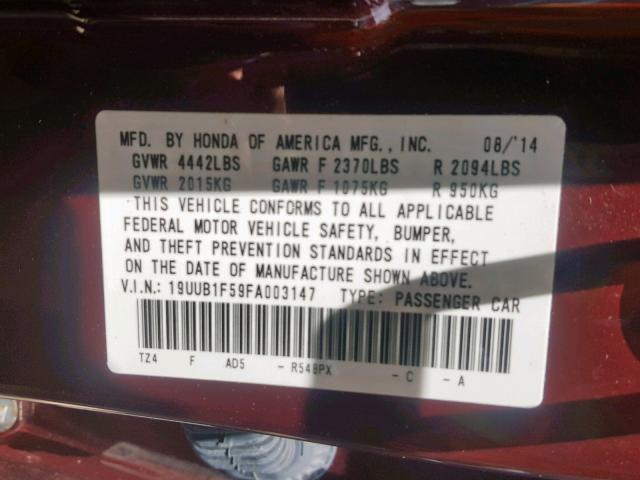 MFD. BY HONDA OF AMERICA MFG., INC. 08/'14
GVWR 4442LBS GAWR F 2370LBS R 2094LBS
GVWR 2015KG GAWR F 1075KG R 950KG
THIS VEHICLE CONFORMS TO ALL APPLICABLE
FEDERAL MOTOR VEHICLE SAFETY, BUMPER,
AND THEFT PREVENTION STANDARDS IN EFFECT
ON THE DATE OF MANUFACTURE SHOWN ABOVE.
V.I.N.: 19UUB1F59FA003147 TYPE: PASSENGER CAR
TZ4 F AD5 - R548PX - C - A